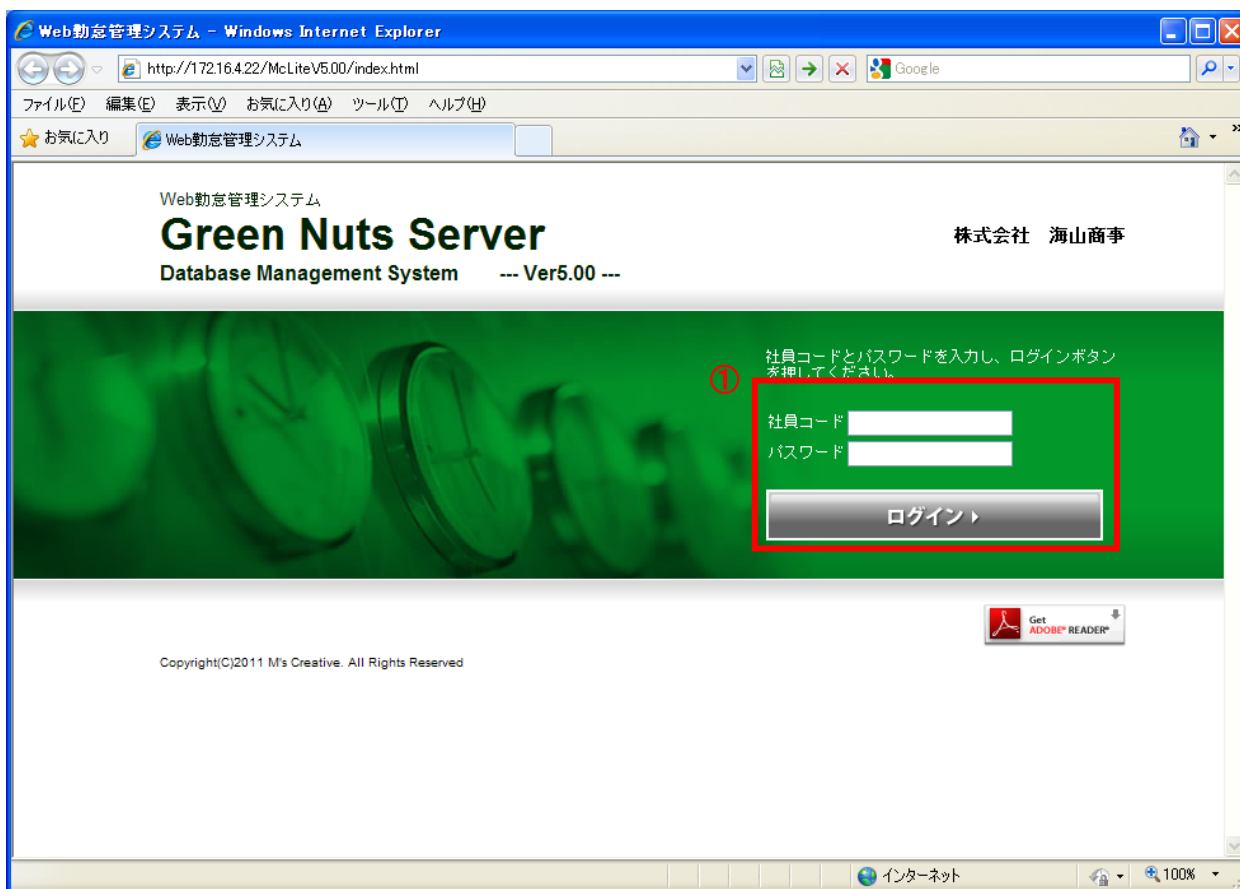 Web勤怠管理システム - Windows Internet Explorer
http://172.16.4.22/McLiteV5.00/index.html
Google
ファイル(F) 編集(E) 表示(V) お気に入り(A) ツール(T) ヘルプ(H)
お気に入り
Web勤怠管理システム
Web勤怠管理システム
Green Nuts Server
株式会社 海山商事
Database Management System --- Ver5.00 ---
社員コードとパスワードを入力し、ログインボタン
を押してください。
①
社員コード
パスワード
ログイン
Get
ADOBE® READER®
Copyright(C)2011 M's Creative. All Rights Reserved
インターネット
100%